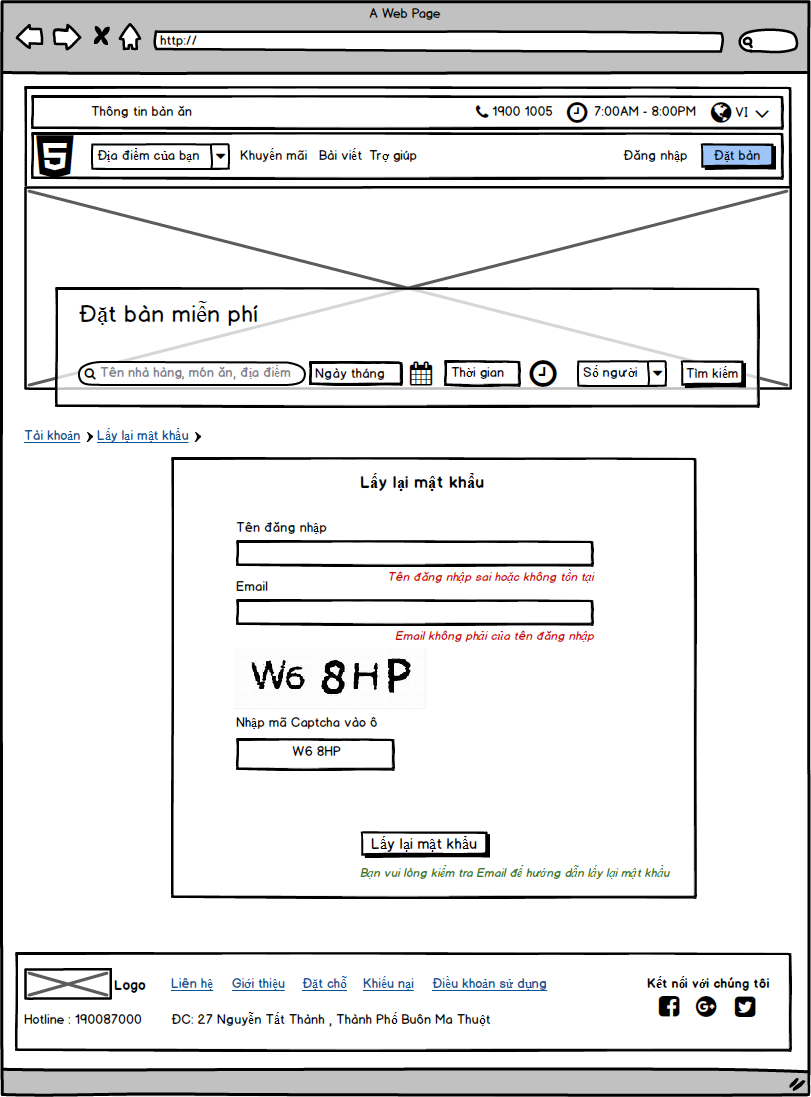 A Web Page
http://
Thông tin bàn ăn
1900 1005
7:00AM - 8:00PM
VI
5
Địa điểm của bạn
Khuyến mãi
Bài viết
Trợ giúp
Đăng nhập
Đặt bàn
Đặt bàn miễn phí
Tên nhà hàng, món ăn, địa điểm
Ngày tháng
Thời gian
Số người
Tìm kiếm
Tài khoản
Lấy lại mật khẩu
Lấy lại mật khẩu
Tên đăng nhập
Tên đăng nhập sai hoặc không tồn tại
Email
Email không phải của tên đăng nhập
W6 8HP
Nhập mã Captcha vào ô
W6 8HP
Lấy lại mật khẩu
Bạn vui lòng kiểm tra Email để hướng dẫn lấy lại mật khẩu
Logo
Liên hệ
Giới thiệu
Đặt chỗ
Khiếu nại
Điều khoản sử dụng
Kết nối với chúng tôi
Hotline : 190087000
ĐC: 27 Nguyễn Tất Thành , Thành Phố Buôn Ma Thuột